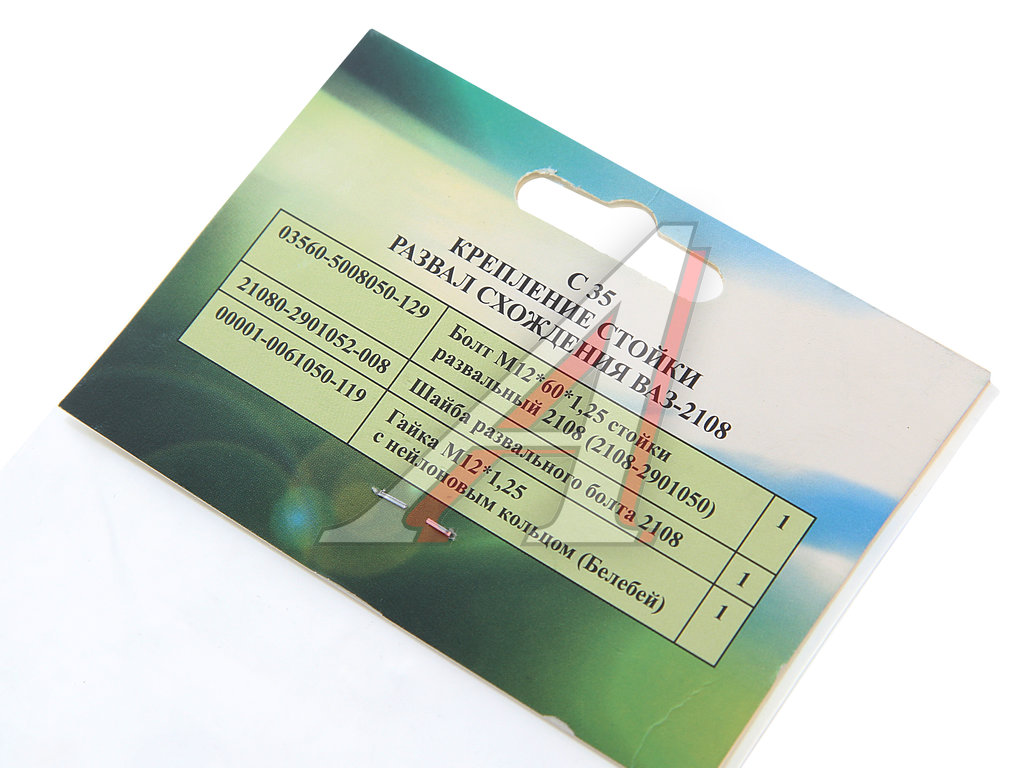 С 35
КРЕПЛЕНИЕ СТОЙКИ
РАЗВАЛ СХОЖДЕНИЯ ВАЗ-2108
03560-5008050-129
Болт М12*60*1,25 стойки
развальный 2108 (2108-2901050)
1
21080-2901052-008
Шайба развального болта 2108
1
00001-0061050-119
Гайка М12*1,25
с нейлоновым кольцом (Белебей)
1